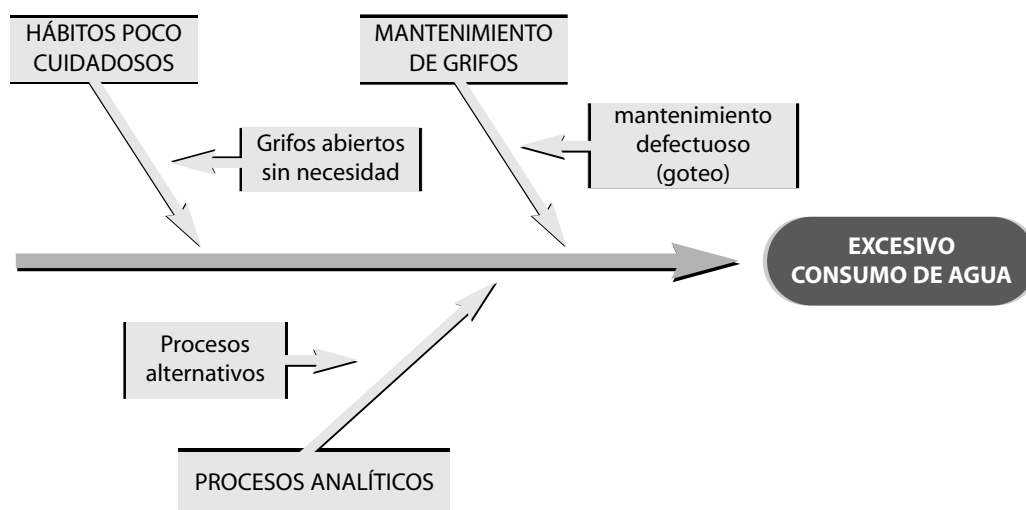 HÁBITOS POCO
CUIDADOSOS
MANTENIMIENTO
DE GRIFOS
Grifos abiertos
sin necesidad
mantenimiento
defectuoso
(goteo)
EXCESIVO
CONSUMO DE AGUA
Procesos
alternativos
PROCESOS ANALÍTICOS